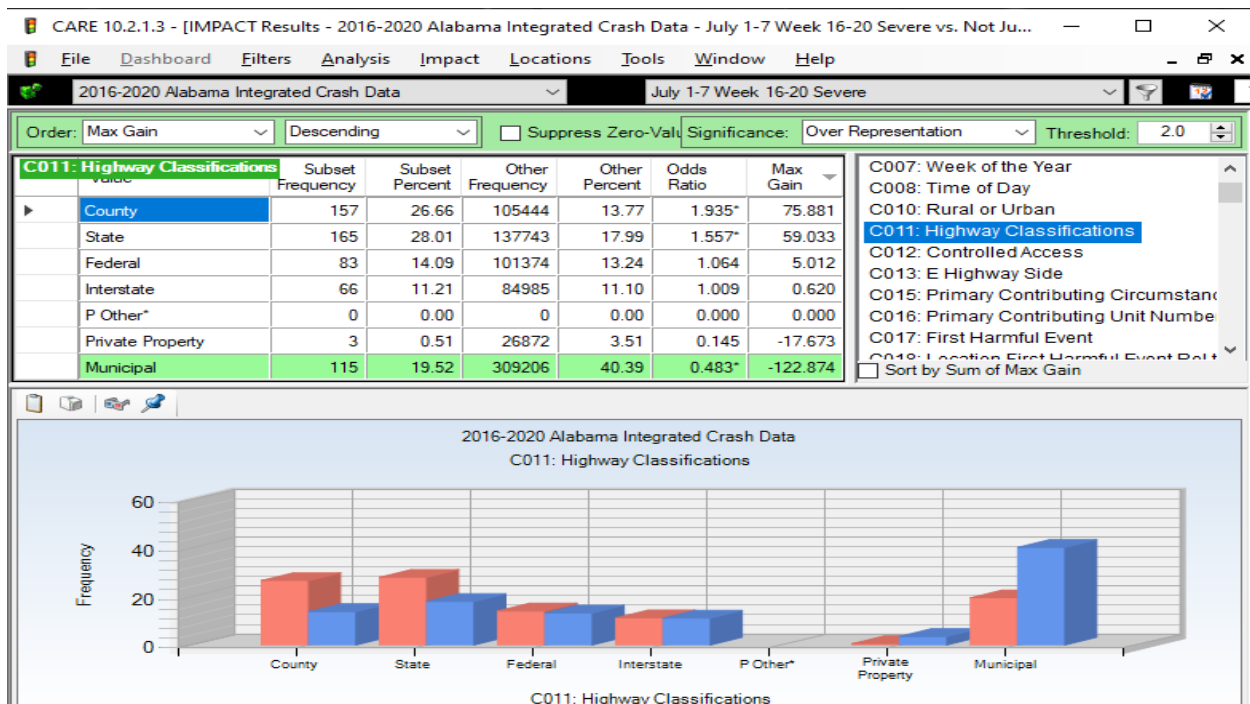 CARE 10.2.1.3 - [IMPACT Results - 2016-2020 Alabama Integrated Crash Data - July 1-7 Week 16-20 Severe vs. Not Ju...
File Dashboard Filters Analysis Impact Locations Tools Window Help
2016-2020 Alabama Integrated Crash Data July 1-7 Week 16-20 Severe
Order: Max Gain Descending Suppress Zero-Val Significance: Over Representation Threshold: 2.0
C011: Highway Classifications Subset Frequency Subset Percent Other Frequency Other Percent Odds Ratio Max Gain
County 157 26.66 105444 13.77 1.935* 75.881
State 165 28.01 137743 17.99 1.557* 59.033
Federal 83 14.09 101374 13.24 1.064 5.012
Interstate 66 11.21 84985 11.10 1.009 0.620
P Other* 0 0.00 0 0.00 0.000 0.000
Private Property 3 0.51 26872 3.51 0.145 -17.673
Municipal 115 19.52 309206 40.39 0.483* -122.874
C007: Week of the Year
C008: Time of Day
C010: Rural or Urban
C011: Highway Classifications
C012: Controlled Access
C013: E Highway Side
C015: Primary Contributing Circumstanc
C016: Primary Contributing Unit Numbe
C017: First Harmful Event
C018: Location First Harmful Event Rel t
Sort by Sum of Max Gain
2016-2020 Alabama Integrated Crash Data
C011: Highway Classifications
60
40
20
0
Frequency
County State Federal Interstate P Other* Private Property Municipal
C011: Highway Classifications